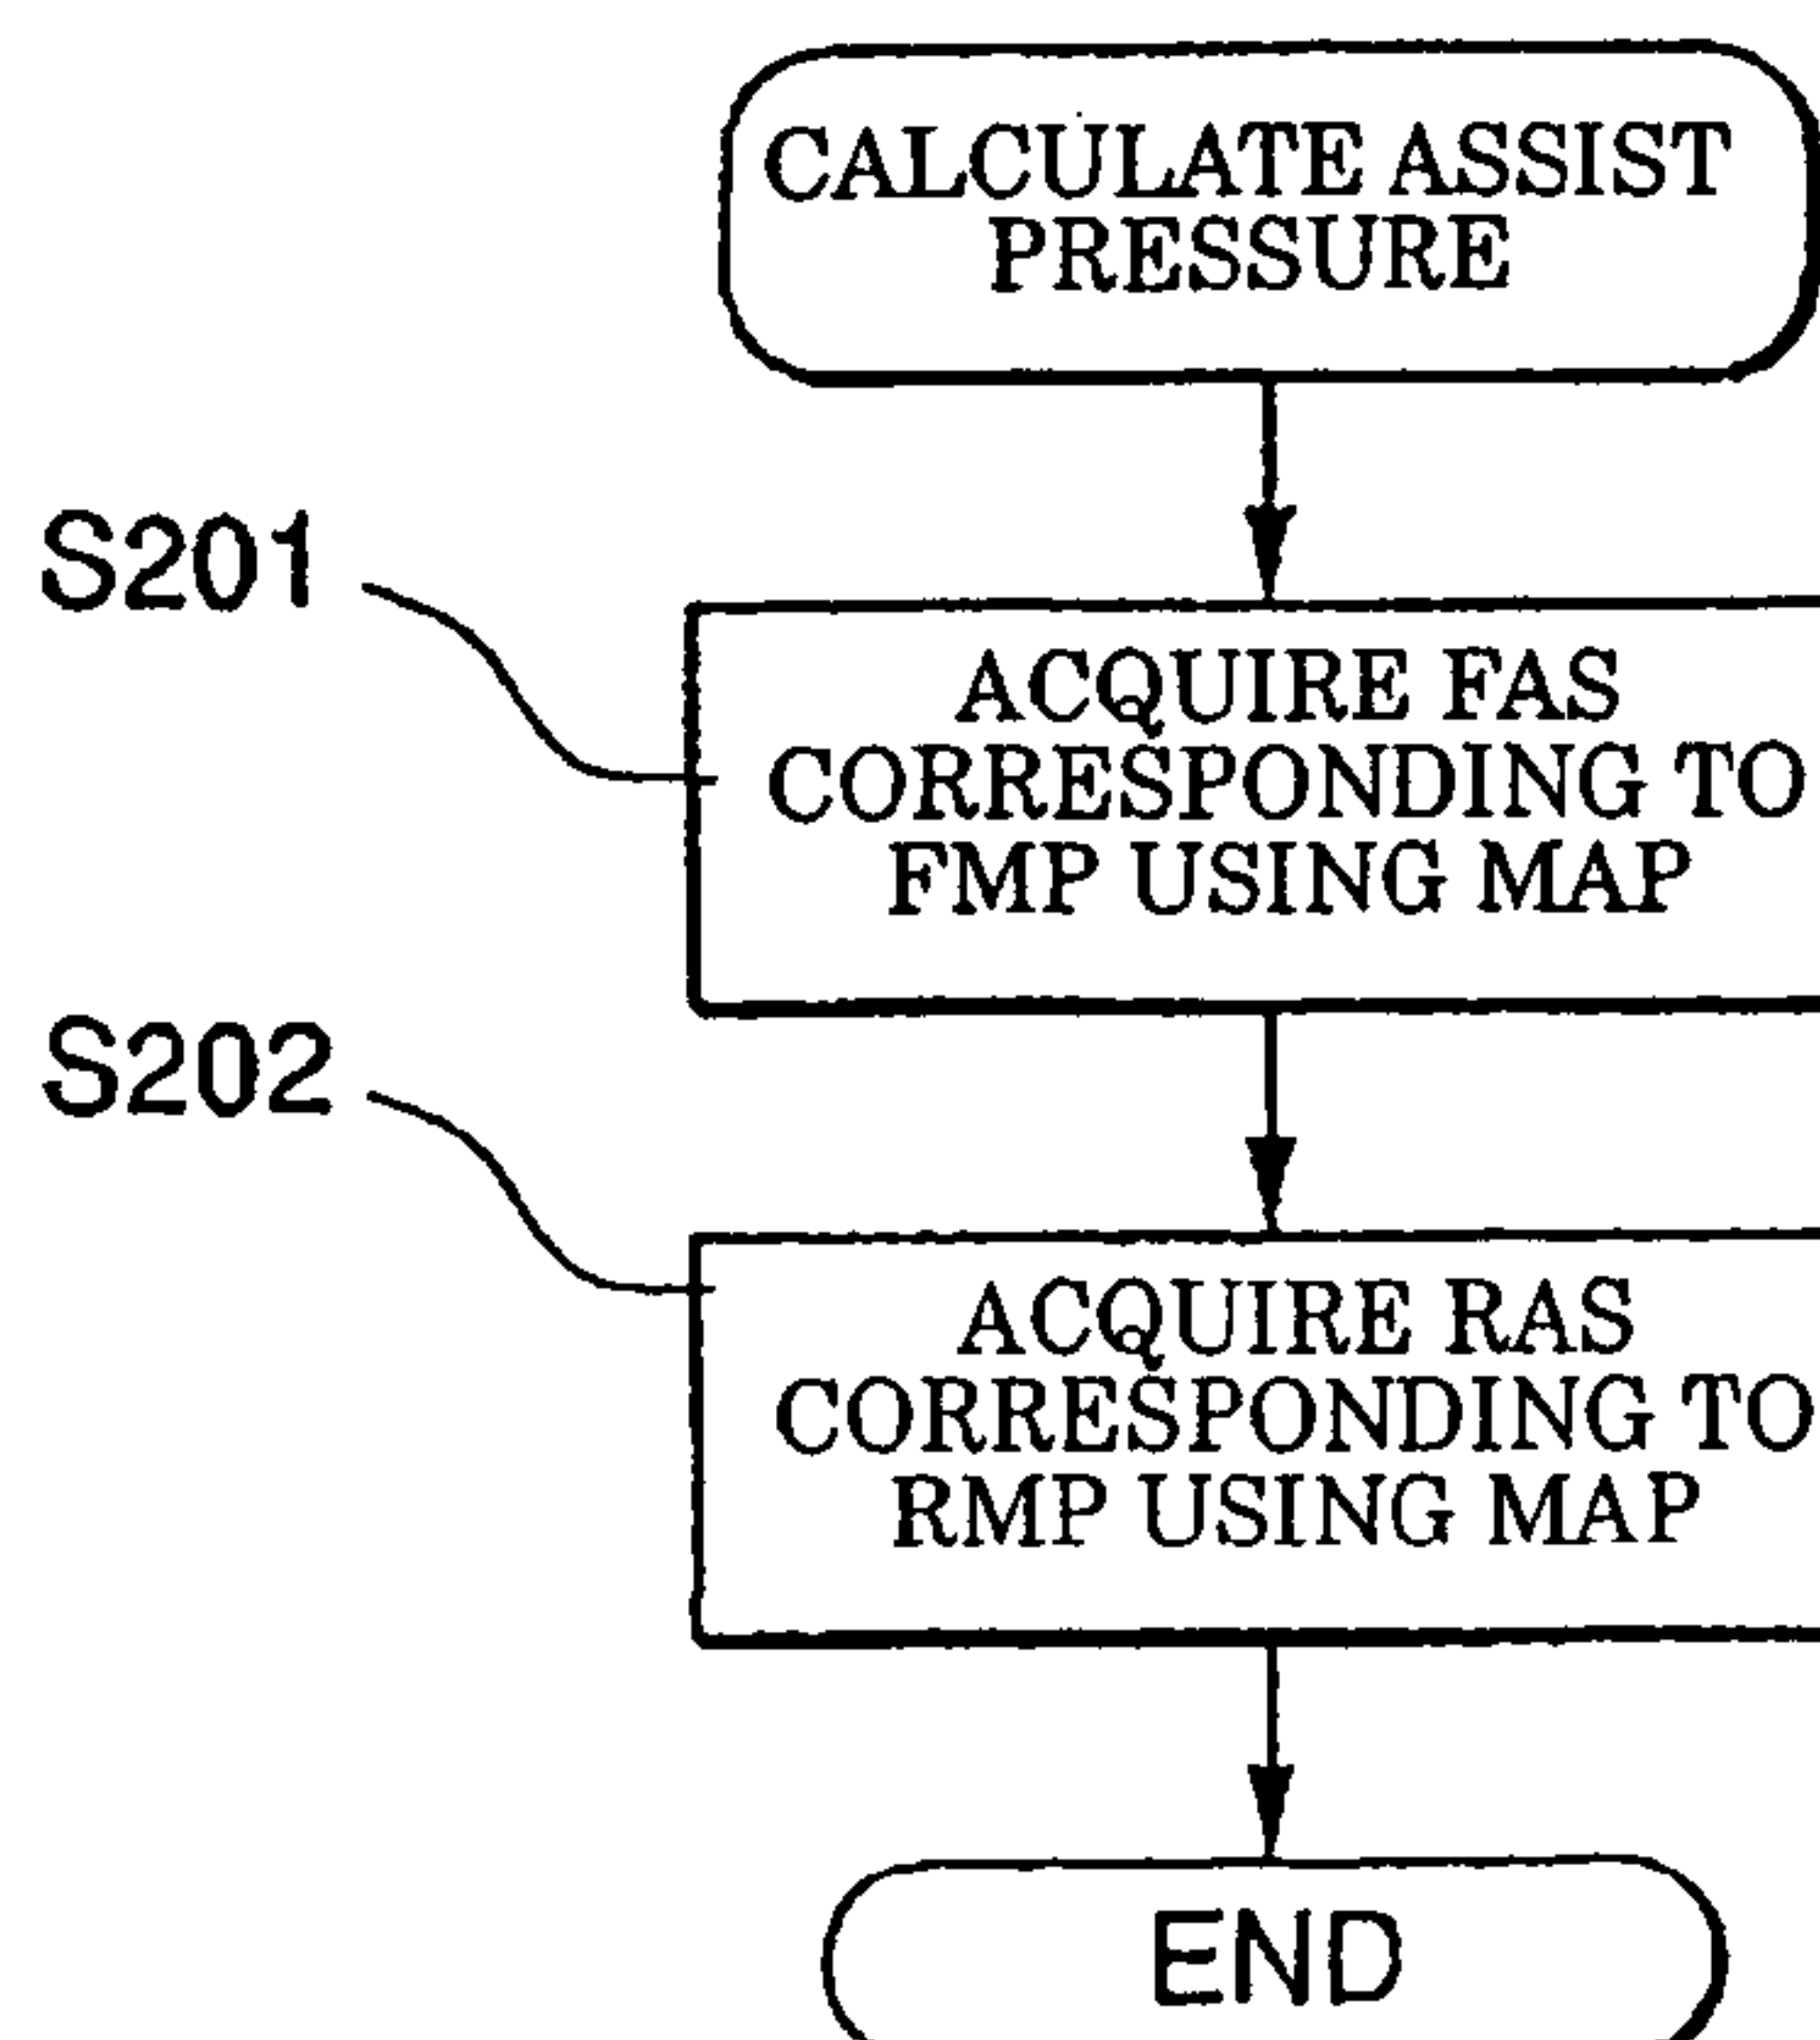 CALCULATE ASSIST
PRESSURE
S201
ACQUIRE FAS
CORRESPONDING TO
FMP USING MAP
S202
ACQUIRE RAS
CORRESPONDING TO
RMP USING MAP
END